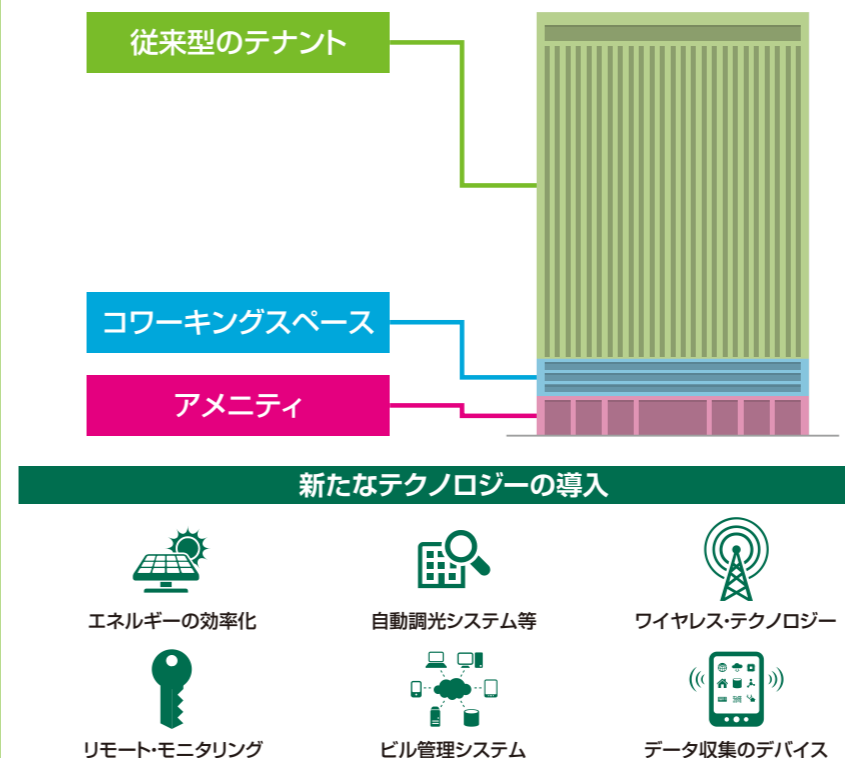 従来型のテナント
コワーキングスペース
アメニティ
新たなテクノロジーの導入
エネルギーの効率化
自動調光システム等
ワイヤレス・テクノロジー
リモート・モニタリング
ビル管理システム
データ収集のデバイス